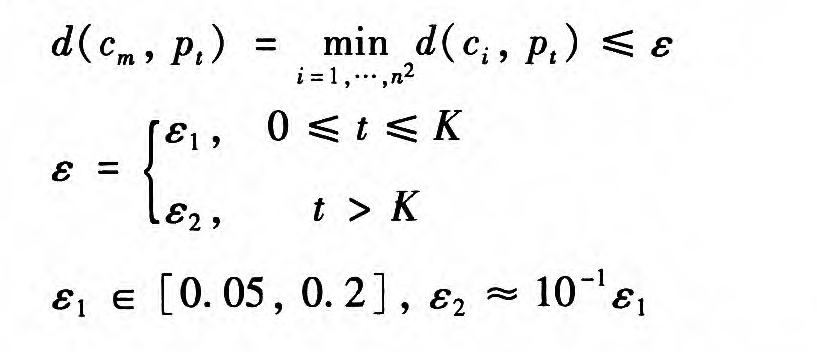 d(c_m, p_t) = min_{i=1,⋯,n²} d(c_i, p_t) ⩽ ε
ε = { ε₁, 0 ⩽ t ⩽ K
ε₂, t > K
ε₁ ∈ [0.05, 0.2], ε₂ ≈ 10⁻¹ε₁